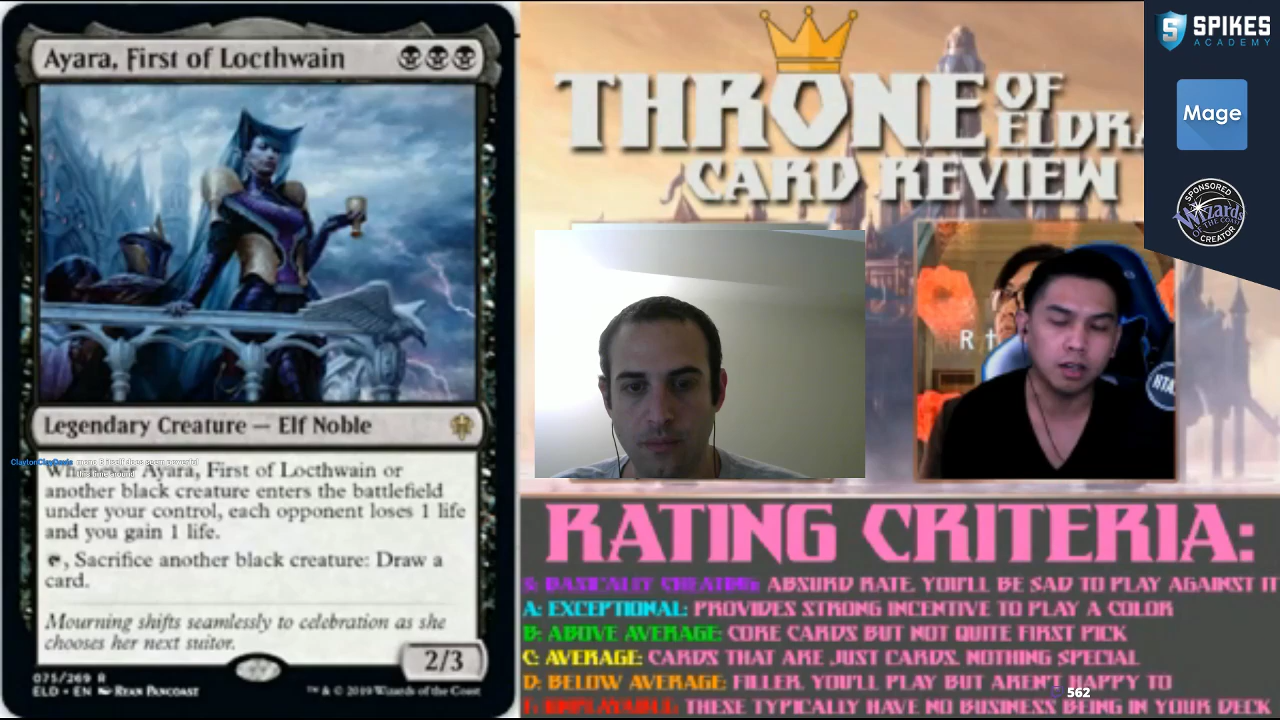 Ayara, First of Locthwain
Legendary Creature — Elf Noble
Ayara, First of Locthwain or
another black creature enters the battlefield
under your control, each opponent loses 1 life
and you gain 1 life.
, Sacrifice another black creature: Draw a
card.
Mourning shifts seamlessly to celebration as she
chooses her next suitor.
2/3
075/269 R
ELD • EN RYAN PANCOAST
™ & © 2019 Wizards of the Coast
THRONE OF
ELDRA
CARD REVIEW
SPIKES
ACADEMY
Mage
SPONSORED
Wizards
OF THE COAST
CREATOR
RATING CRITERIA:
S: BASICALLY CHEATING: ABSURD RATE. YOU'LL BE SAD TO PLAY AGAINST IT
A: EXCEPTIONAL: PROVIDES STRONG INCENTIVE TO PLAY A COLOR
B: ABOVE AVERAGE: CORE CARDS BUT NOT QUITE FIRST PICK
C: AVERAGE: CARDS THAT ARE JUST CARDS. NOTHING SPECIAL
D: BELOW AVERAGE: FILLER. YOU'LL PLAY BUT AREN'T HAPPY TO
F: UNPLAYABLE: THESE TYPICALLY HAVE NO BUSINESS BEING IN YOUR DECK
562